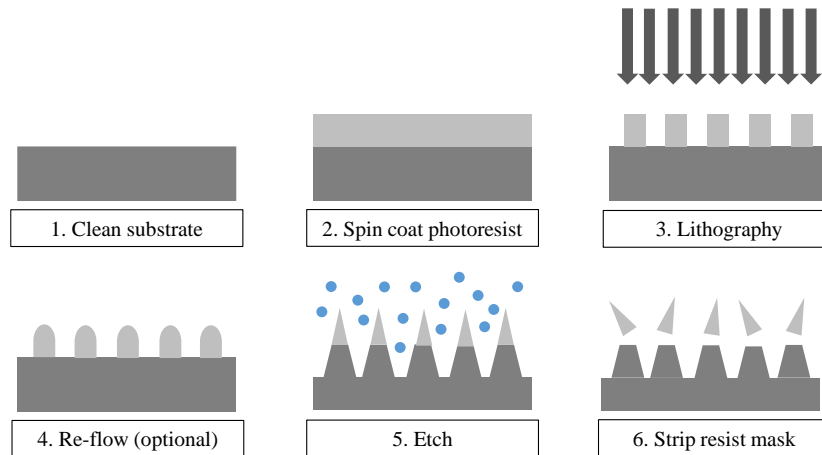 1. Clean substrate
2. Spin coat photoresist
3. Lithography
4. Re-flow (optional)
5. Etch
6. Strip resist mask